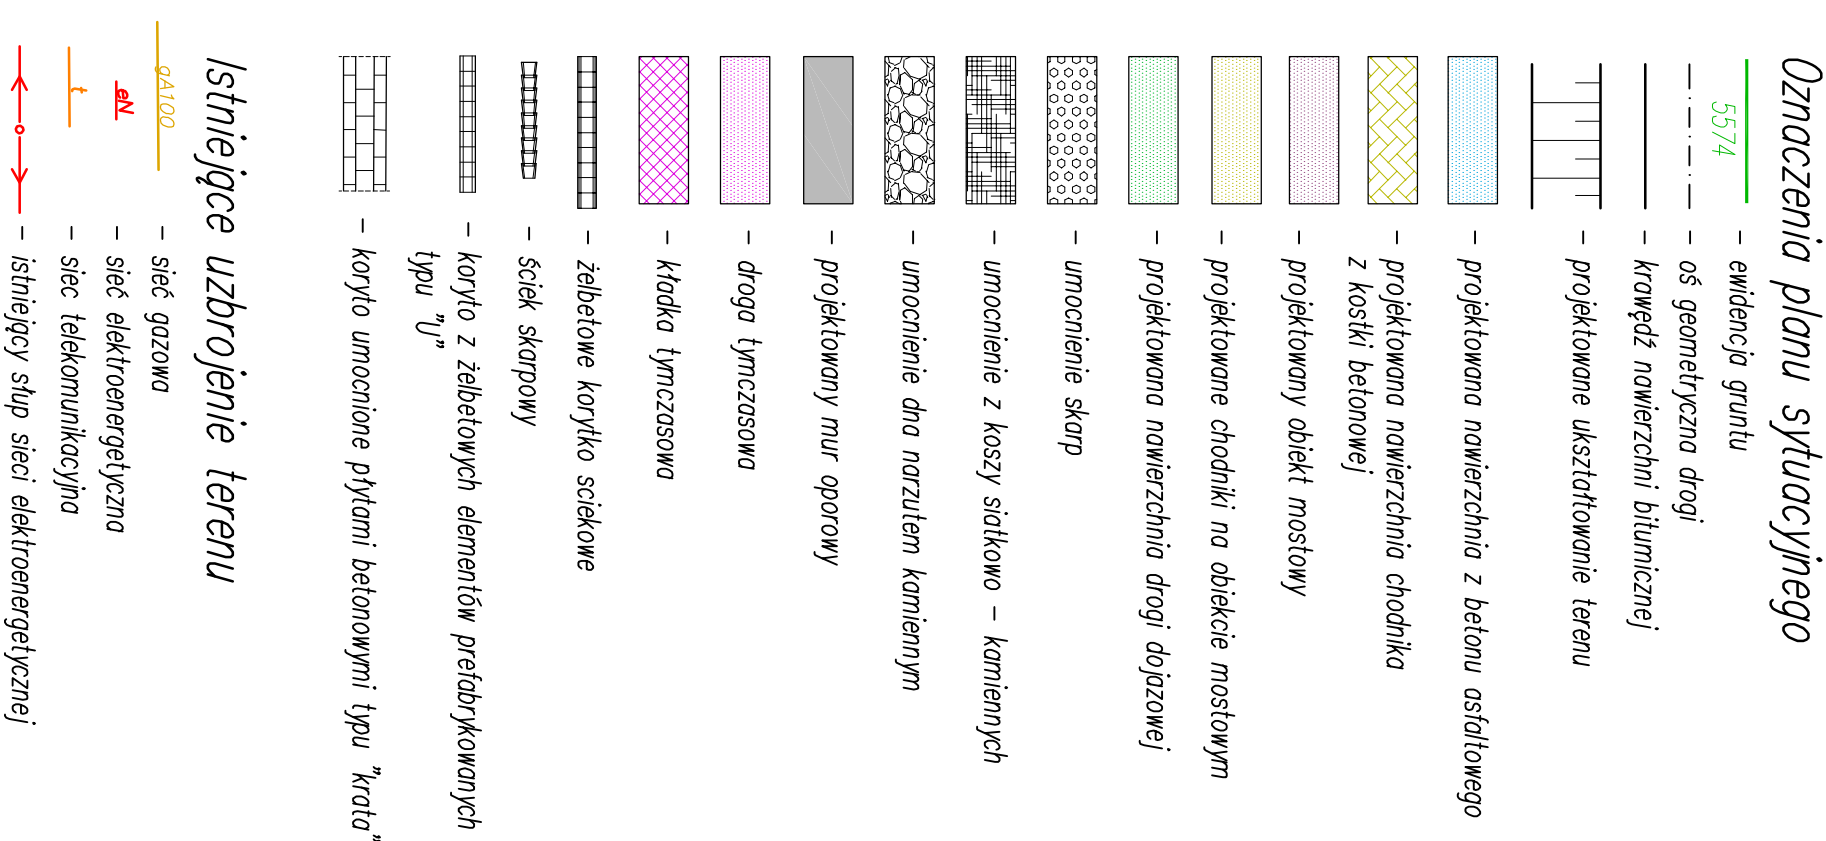 Oznaczenia planu sytuacyjnego
5574
– ewidencja gruntu
– oś geometryczna drogi
– krawędź nawierzchni bitumicznej
– projektowane ukształtowanie terenu
– projektowana nawierzchnia z betonu asfaltowego
– projektowana nawierzchnia chodnika
z kostki betonowej
– projektowany obiekt mostowy
– projektowane chodniki na obiekcie mostowym
– projektowana nawierzchnia drogi dojazdowej
– umocnienie skarp
– umocnienie z koszy siatkowo – kamiennych
– umocnienie dna narzutem kamiennym
– projektowany mur oporowy
– droga tymczasowa
– kładka tymczasowa
– żelbetowe korytko sciekowe
– ściek skarpowy
– koryto z żelbetowych elementów prefabrykowanych
typu "U"
– koryto umocnione płytami betonowymi typu "krata"
Istniejące uzbrojenie terenu
gA100
– sieć gazowa
eN
– sieć elektroenergetyczna
t
– siec telekomunikacyjna
– istniejący słup sieci elektroenergetycznej